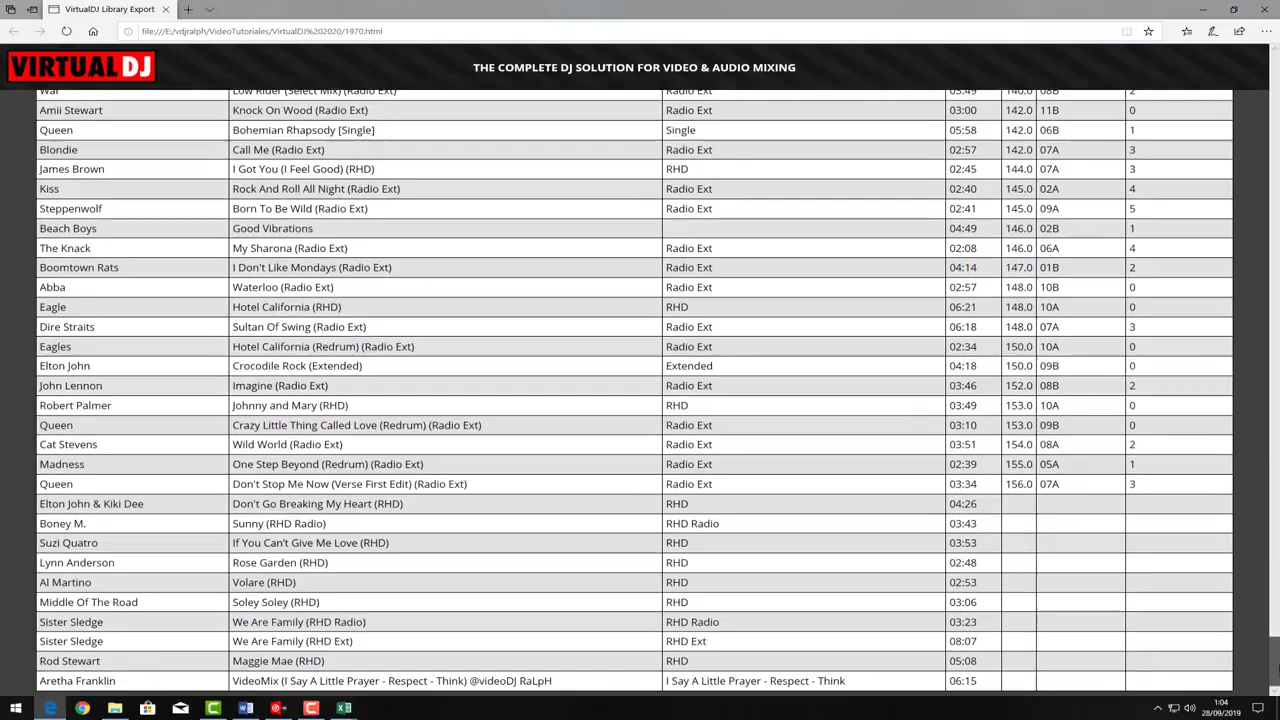 VirtualDJ Library Export
file:///E:/vdjralph/VideoTutoriales/VirtualDJ%202020/1970.html
VIRTUAL DJ
THE COMPLETE DJ SOLUTION FOR VIDEO & AUDIO MIXING
War Low Rider (Select Mix) (Radio Ext) Radio Ext 03:49 140.0 08B 2
Amii Stewart Knock On Wood (Radio Ext) Radio Ext 03:00 142.0 11B 0
Queen Bohemian Rhapsody [Single] Single 05:58 142.0 06B 1
Blondie Call Me (Radio Ext) Radio Ext 02:57 142.0 07A 3
James Brown I Got You (I Feel Good) (RHD) RHD 02:45 144.0 07A 3
Kiss Rock And Roll All Night (Radio Ext) Radio Ext 02:40 145.0 02A 4
Steppenwolf Born To Be Wild (Radio Ext) Radio Ext 02:41 145.0 09A 5
Beach Boys Good Vibrations 04:49 146.0 02B 1
The Knack My Sharona (Radio Ext) Radio Ext 02:08 146.0 06A 4
Boomtown Rats I Don't Like Mondays (Radio Ext) Radio Ext 04:14 147.0 01B 2
Abba Waterloo (Radio Ext) Radio Ext 02:57 148.0 10B 0
Eagle Hotel California (RHD) RHD 06:21 148.0 10A 0
Dire Straits Sultan Of Swing (Radio Ext) Radio Ext 06:18 148.0 07A 3
Eagles Hotel California (Redrum) (Radio Ext) Radio Ext 02:34 150.0 10A 0
Elton John Crocodile Rock (Extended) Extended 04:18 150.0 09B 0
John Lennon Imagine (Radio Ext) Radio Ext 03:46 152.0 08B 2
Robert Palmer Johnny and Mary (RHD) RHD 03:49 153.0 10A 0
Queen Crazy Little Thing Called Love (Redrum) (Radio Ext) Radio Ext 03:10 153.0 09B 0
Cat Stevens Wild World (Radio Ext) Radio Ext 03:51 154.0 08A 2
Madness One Step Beyond (Redrum) (Radio Ext) Radio Ext 02:39 155.0 05A 1
Queen Don't Stop Me Now (Verse First Edit) (Radio Ext) Radio Ext 03:34 156.0 07A 3
Elton John & Kiki Dee Don't Go Breaking My Heart (RHD) RHD 04:26
Boney M. Sunny (RHD Radio) RHD Radio 03:43
Suzi Quatro If You Can't Give Me Love (RHD) RHD 03:53
Lynn Anderson Rose Garden (RHD) RHD 02:48
Al Martino Volare (RHD) RHD 02:53
Middle Of The Road Soley Soley (RHD) RHD 03:06
Sister Sledge We Are Family (RHD Radio) RHD Radio 03:23
Sister Sledge We Are Family (RHD Ext) RHD Ext 08:07
Rod Stewart Maggie Mae (RHD) RHD 05:08
Aretha Franklin VideoMix (I Say A Little Prayer - Respect - Think) @videoDJ RaLpH I Say A Little Prayer - Respect - Think 06:15
1:04
28/09/2019